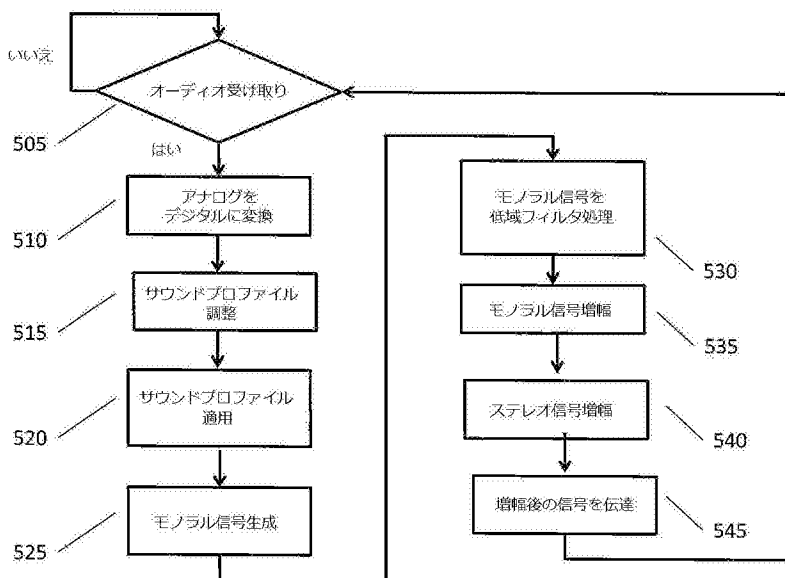 いいえ
オーディオ受け取り
505
はい
アナログを
デジタルに変換
510
サウンドプロファイル
調整
515
サウンドプロファイル
適用
520
モノラル信号生成
525
モノラル信号を
低域フィルタ処理
530
モノラル信号増幅
535
ステレオ信号増幅
540
増幅後の信号を伝達
545